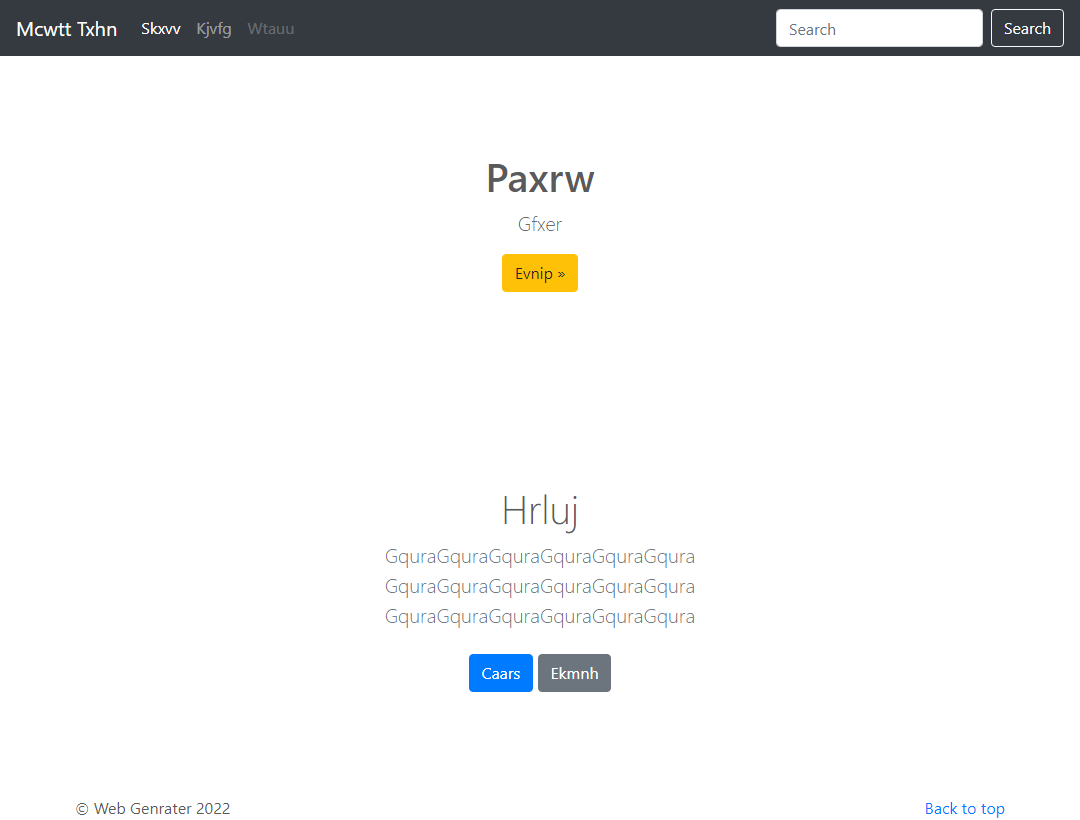 Mcwtt Txhn Skxvv Kjvfg Wtauu Search Search
Paxrw
Gfxer
Evnip »
Hrluj
GquraGquraGquraGquraGquraGqura
GquraGquraGquraGquraGquraGqura
GquraGquraGquraGquraGquraGqura
Caars Ekmnh
© Web Genrater 2022 Back to top